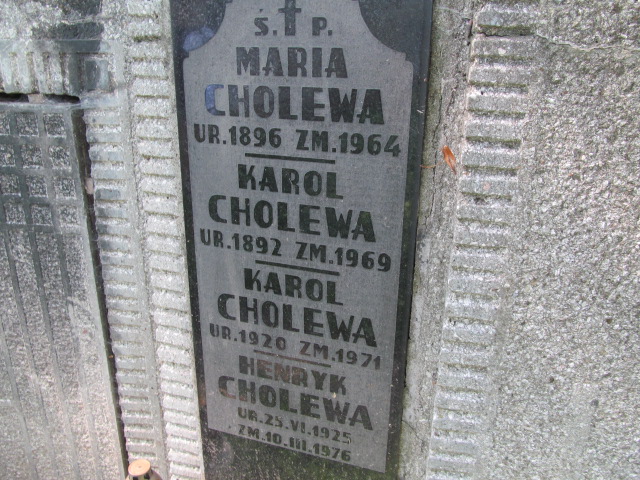 Ś. P.
MARIA
CHOLEWA
UR.1896 ZM.1964
KAROL
CHOLEWA
UR.1892 ZM.1969
KAROL
CHOLEWA
UR.1920 ZM.1971
HENRYK
CHOLEWA
UR.25.VI.1925
ZM.10.III.1976